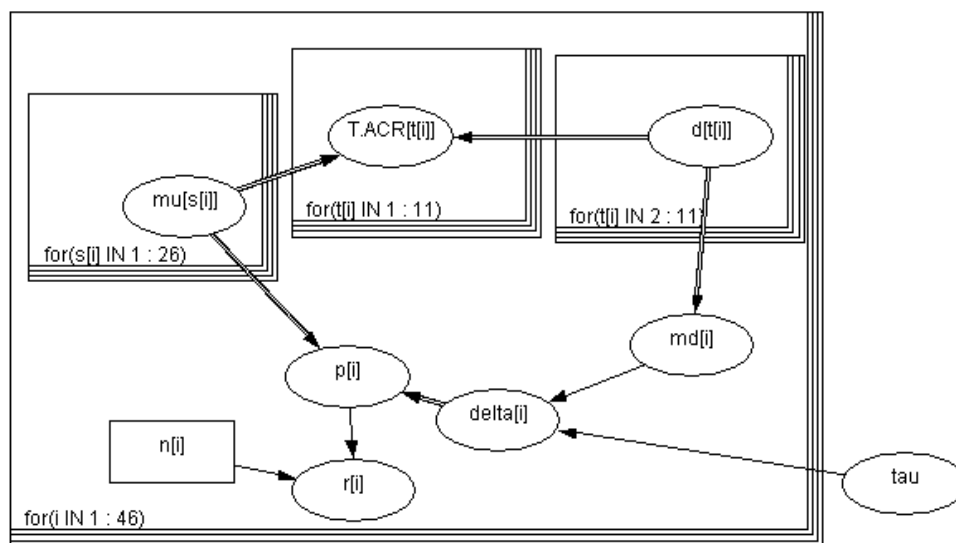 T.ACR[t[i]]
d[t[i]]
mu[s[i]]
for(t[i] IN 1 : 11)
for(t[i] IN 2 : 11)
for(s[i] IN 1 : 26)
md[i]
p[i]
delta[i]
n[i]
r[i]
tau
for(i IN 1 : 46)